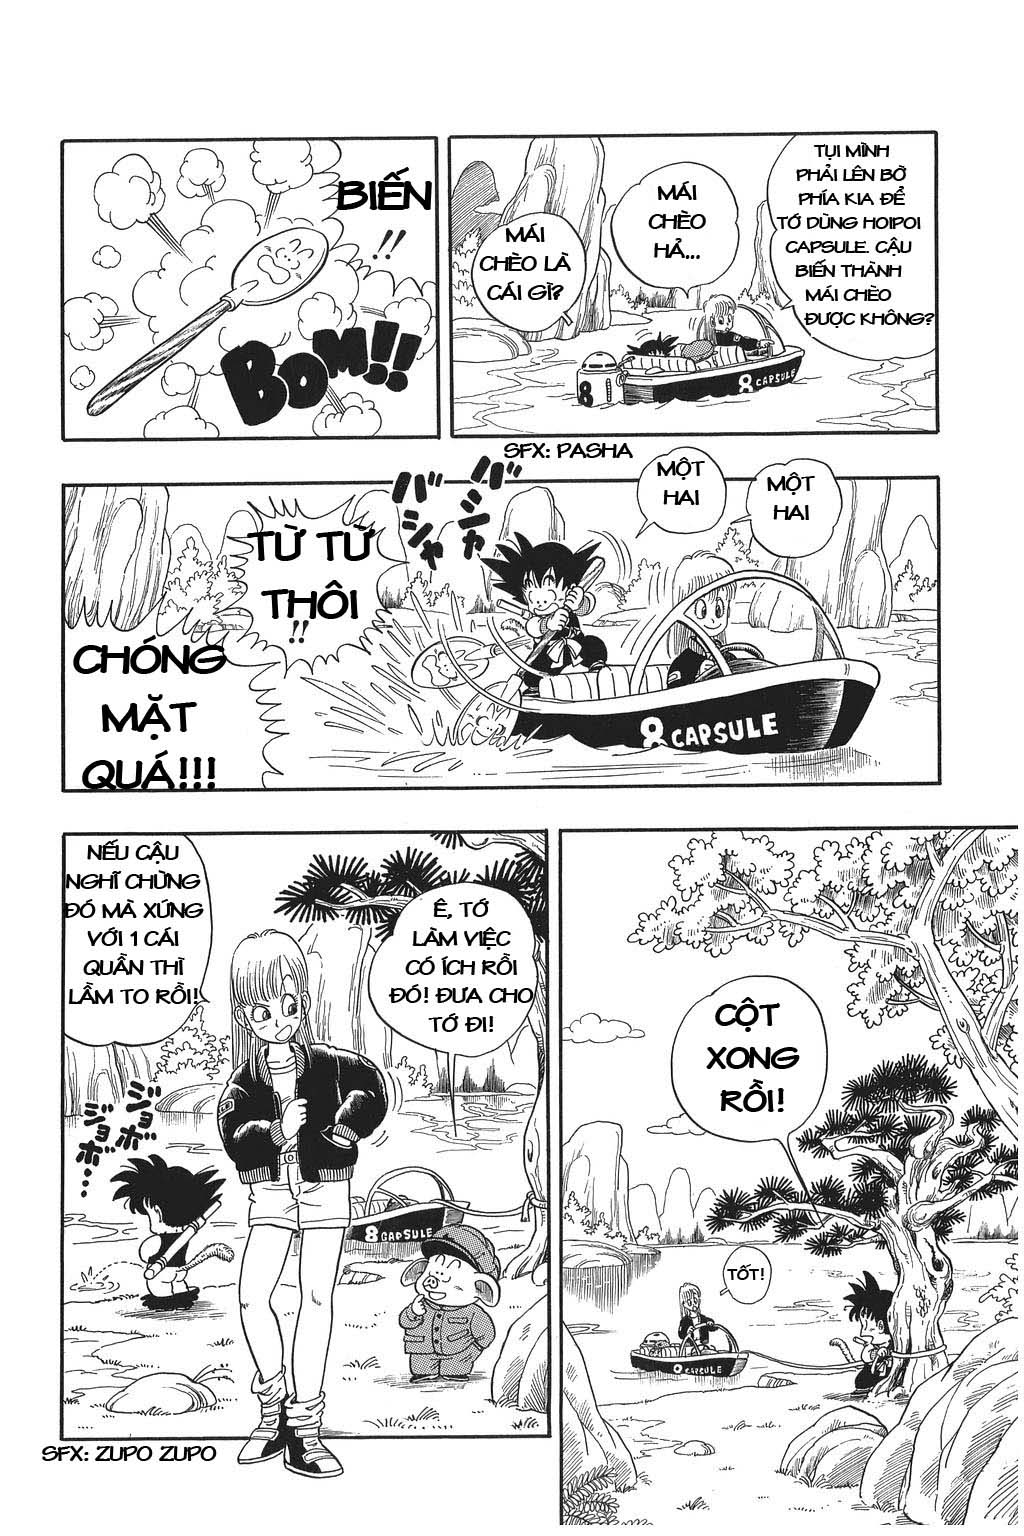 TỤI MÌNH
PHẢI LÊN BỜ
PHÍA KIA ĐỂ
TỚ DÙNG HOIPOI
CAPSULE. CẬU
BIẾN THÀNH
MÁI CHÈO
ĐƯỢC KHÔNG?
MÁI
CHÈO
HẢ...
MÁI
CHÈO LÀ
CÁI GÌ?
8
8 CAPSULE
BIẾN
!!
BOM!!!
SFX: PASHA
MỘT
HAI
MỘT
HAI
バシャ
バシャ
TỪ TỪ
THÔI
!!
CHÓNG
MẶT
QUÁ!!!
8 CAPSULE
CỘT
XONG
RỒI!
TỐT!
8 CAPSULE
Ê, TỚ
LÀM VIỆC
CÓ ÍCH RỒI
ĐÓ! ĐƯA CHO
TỚ ĐI!
NẾU CẬU
NGHĨ CHỪNG
ĐÓ MÀ XỨNG
VỚI 1 CÁI
QUẦN THÌ
LẦM TO RỒI!
ジョボ
ジョボ...
8 CAPSULE
SFX: ZUPO ZUPO